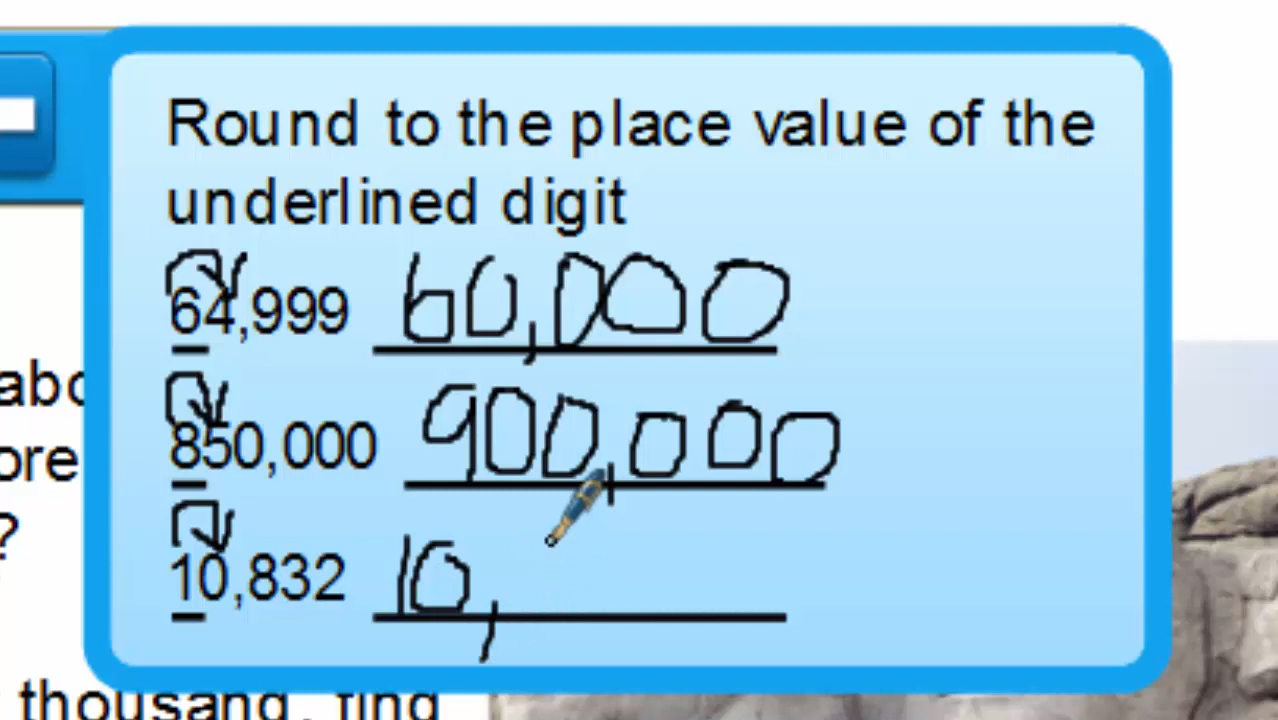 Round to the place value of the
underlined digit
64,999 60,000
850,000 900,000
10,832 10,
ore
?
thousand, find